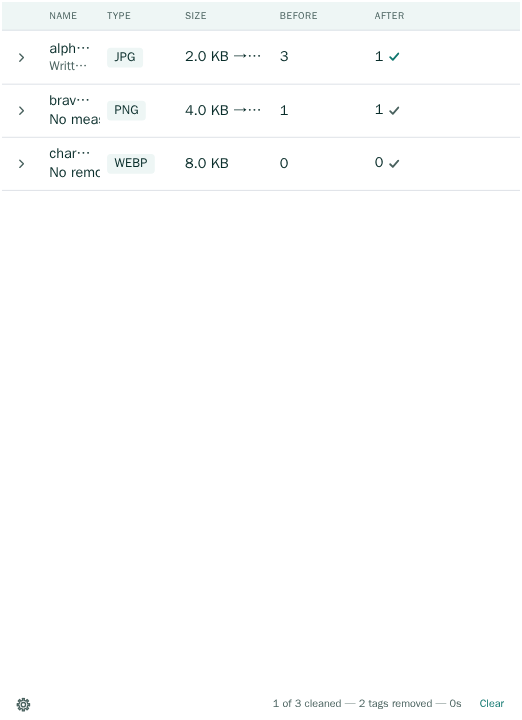 NAME TYPE SIZE BEFORE AFTER
alph··· JPG 2.0 KB →··· 3 1
Writt···
brav··· PNG 4.0 KB →··· 1 1
No mea
char··· WEBP 8.0 KB 0 0
No rem
1 of 3 cleaned — 2 tags removed — 0s Clear